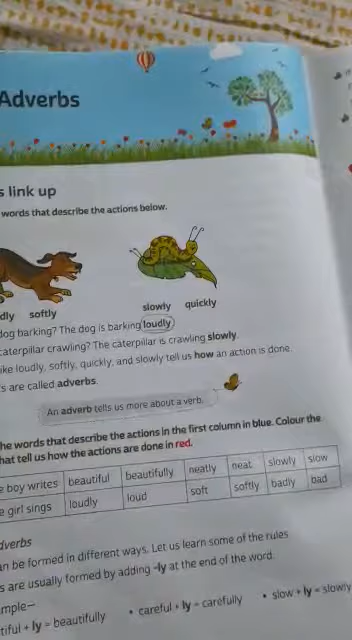 Adverbs
s link up
words that describe the actions below.
dly softly
slowly quickly
dog barking? The dog is barking loudly
caterpillar crawling? The caterpillar is crawling slowly.
ike loudly, softly, quickly, and slowly tell us how an action is done.
s are called adverbs.
An adverb tells us more about a verb.
he words that describe the actions in the first column in blue. Colour the
hat tell us how the actions are done in red.
e boy writes beautiful beautifully neatly neat slowly slow
e girl sings loudly loud soft softly badly bad
dverbs
an be formed in different ways. Let us learn some of the rules
s are usually formed by adding -ly at the end of the word.
mple—
tiful + ly = beautifully • careful + ly = carefully • slow + ly = slowly